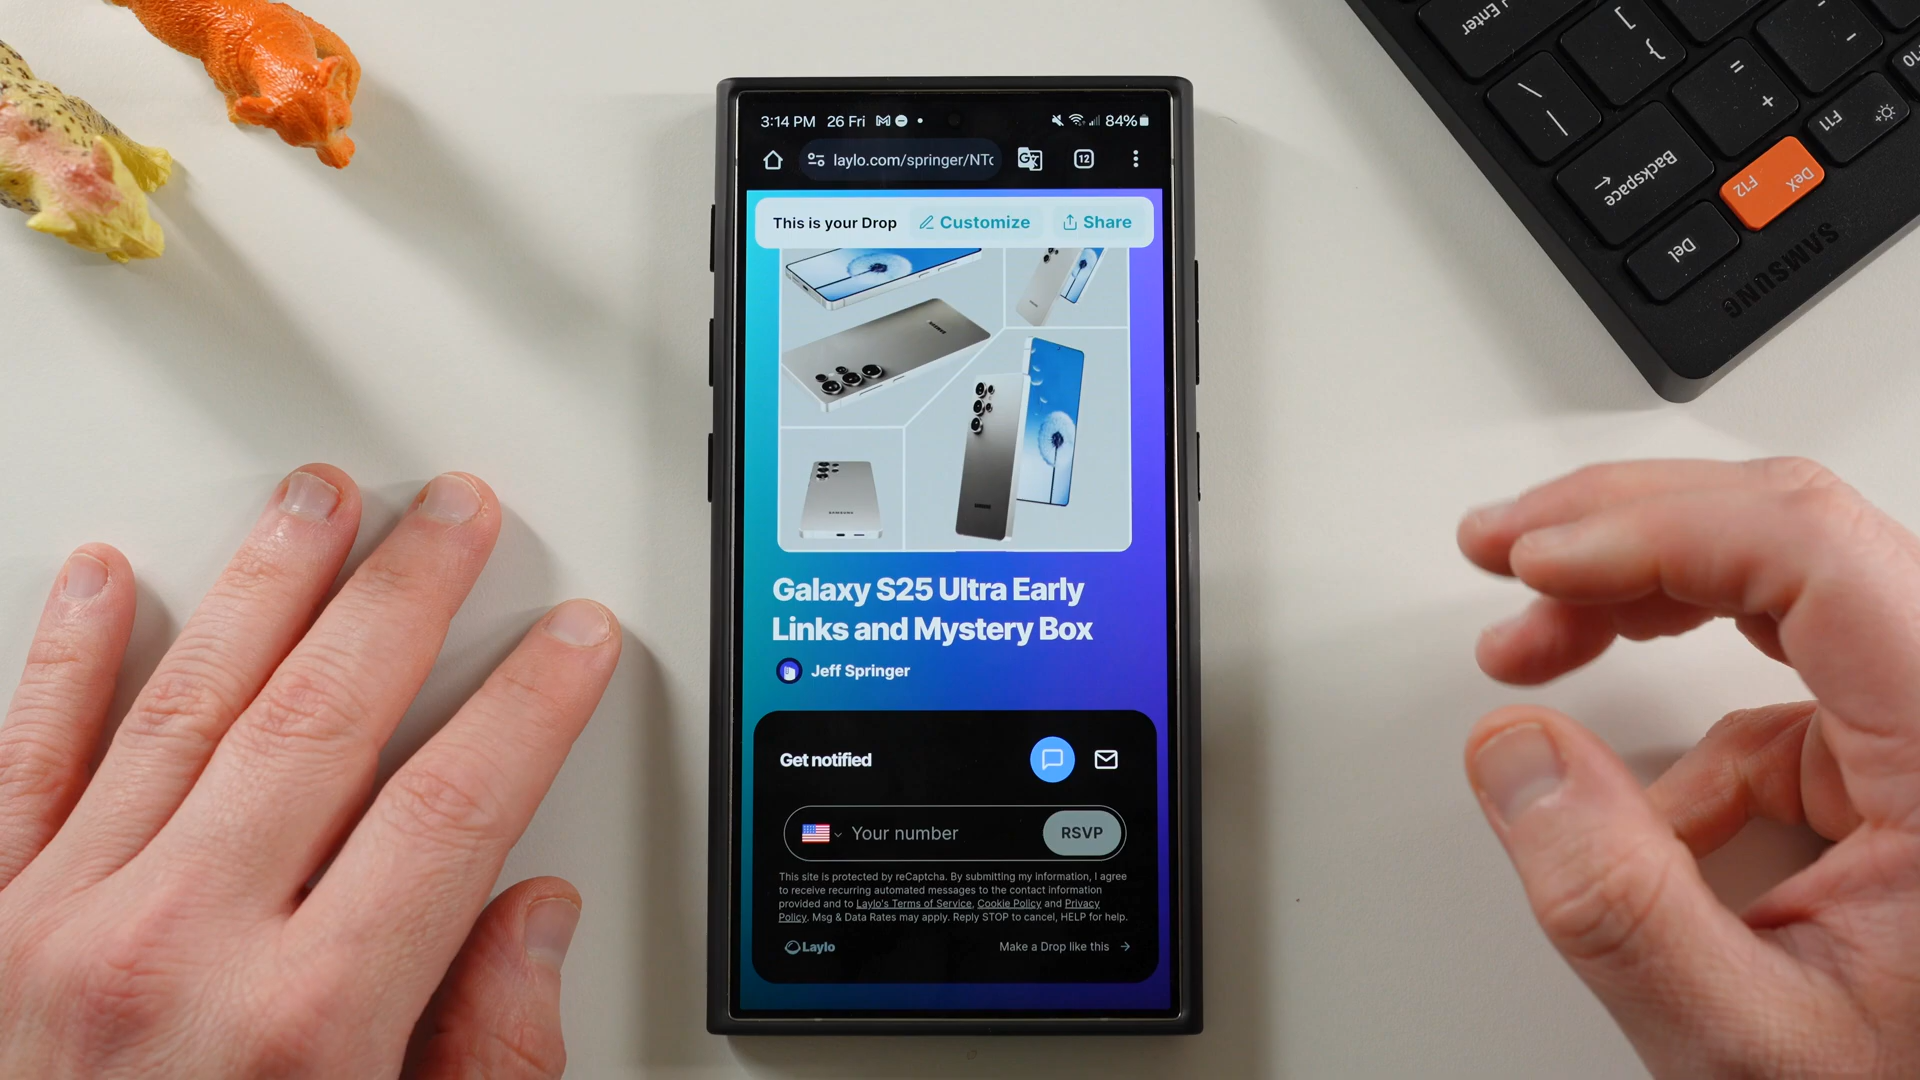 3:14 PM 26 Fri 84%
laylo.com/springer/NTc 12
This is your Drop Customize Share
SAMSUNG
Galaxy S25 Ultra Early
Links and Mystery Box
Jeff Springer
Get notified
Your number RSVP
This site is protected by reCaptcha. By submitting my information, I agree
to receive recurring automated messages to the contact information
provided and to Laylo's Terms of Service, Cookie Policy and Privacy
Policy. Msg & Data Rates may apply. Reply STOP to cancel, HELP for help.
Laylo Make a Drop like this →
Enter
] }
\ |
= +
-
Backspace
F10
F11
F12 DeX
Del
SAMSUNG